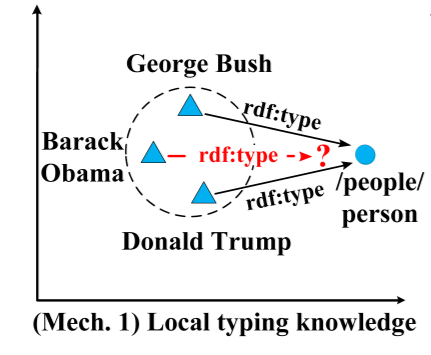 George Bush
rdf:type
Barack
Obama
rdf:type
?
rdf:type
/people/
person
Donald Trump
(Mech. 1) Local typing knowledge